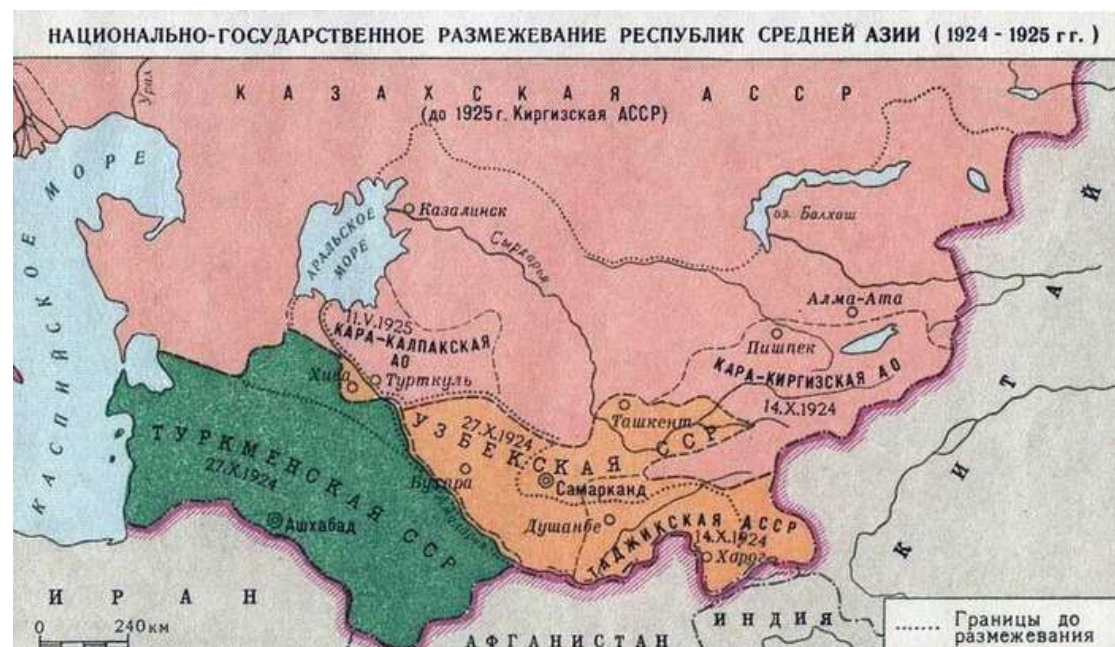 НАЦИОНАЛЬНО-ГОСУДАРСТВЕННОЕ РАЗМЕЖЕВАНИЕ РЕСПУБЛИК СРЕДНЕЙ АЗИИ (1924 - 1925 гг.)
Урал
КАЗАХСКАЯ АССР
(до 1925 г. Киргизская АССР)
КАСПИЙСКОЕ МОРЕ
АРАЛЬСКОЕ
МОРЕ
Казалинск
Сырдарья
оз. Балхаш
Алма-Ата
Пишпек
КАРА-КИРГИЗСКАЯ АО
14.X.1924
11.V.1925
КАРА-КАЛПАКСКАЯ
АО
Хива
Турткуль
Ташкент
УЗБЕКСКАЯ ССР
27.X.1924
Бухара
Самарканд
ТУРКМЕНСКАЯ ССР
27.X.1924
Ашхабад
Душанбе
ТАДЖИКСКАЯ АССР
14.X.1924
Хорог
КИТАЙ
ИРАН
АФГАНИСТАН
ИНДИЯ
0 240 км
Границы до
размежевания